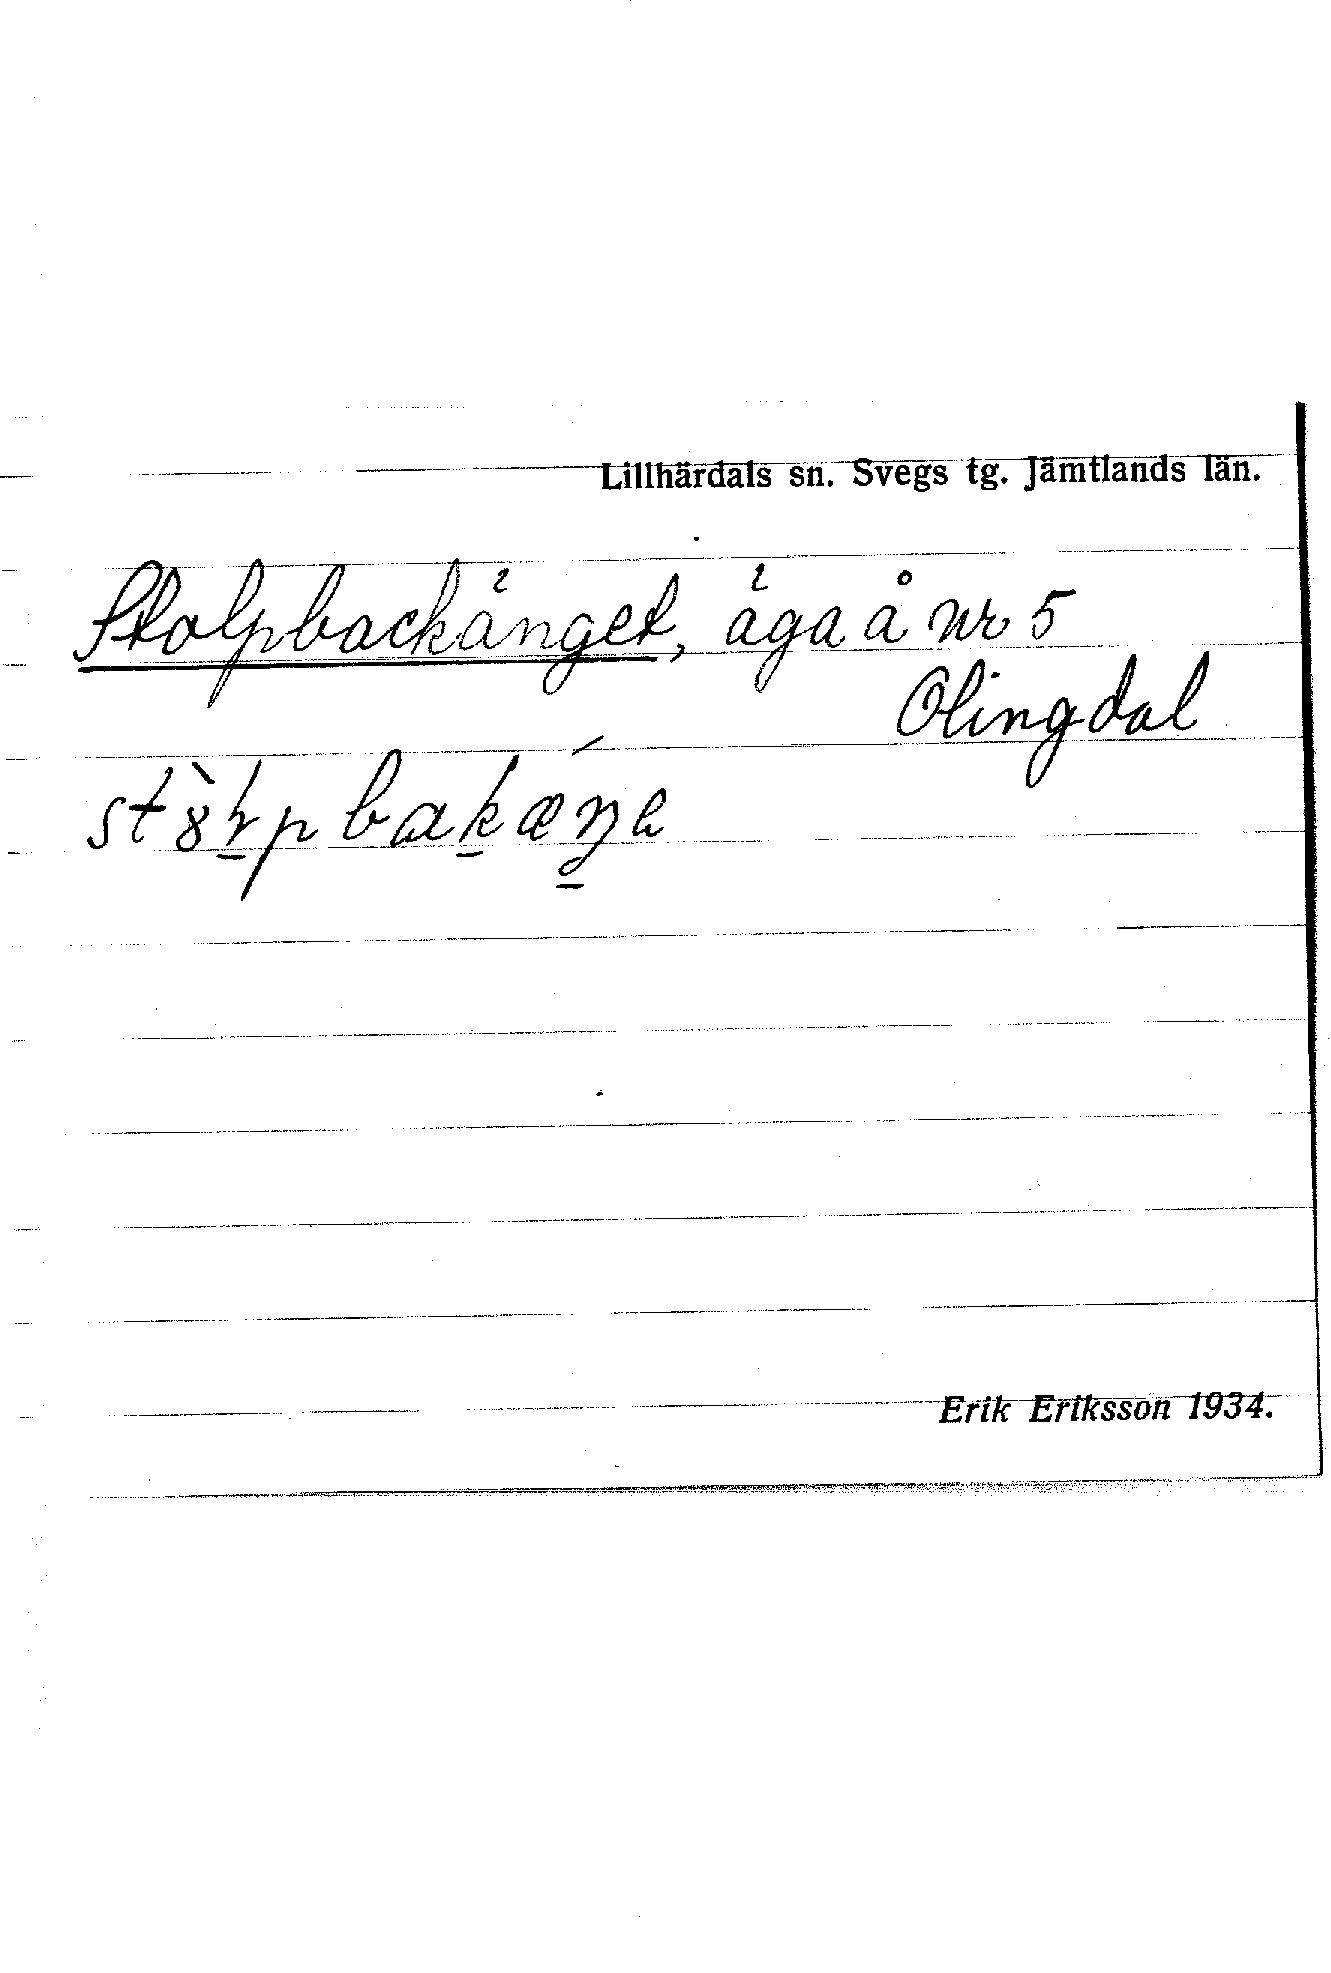 Lillhärdals sn. Svegs tg. Jämtlands län.
Stolpbackänget, äga å nr 5
Olingdal
Erik Eriksson 1934.